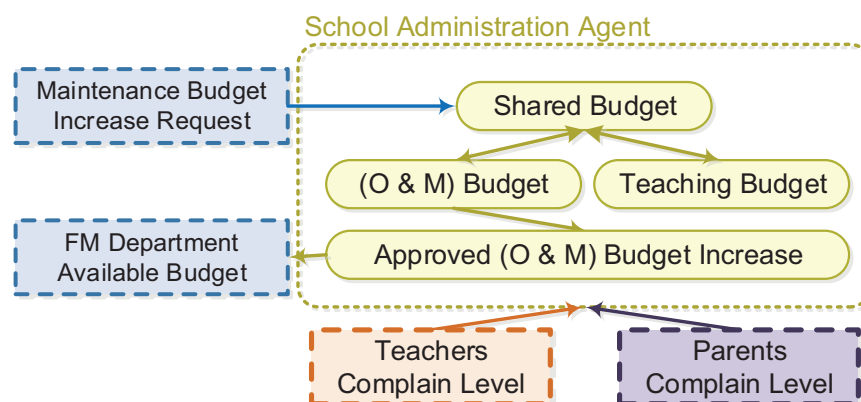 School Administration Agent
Maintenance Budget
Increase Request
Shared Budget
(O & M) Budget
Teaching Budget
FM Department
Available Budget
Approved (O & M) Budget Increase
Teachers
Complain Level
Parents
Complain Level